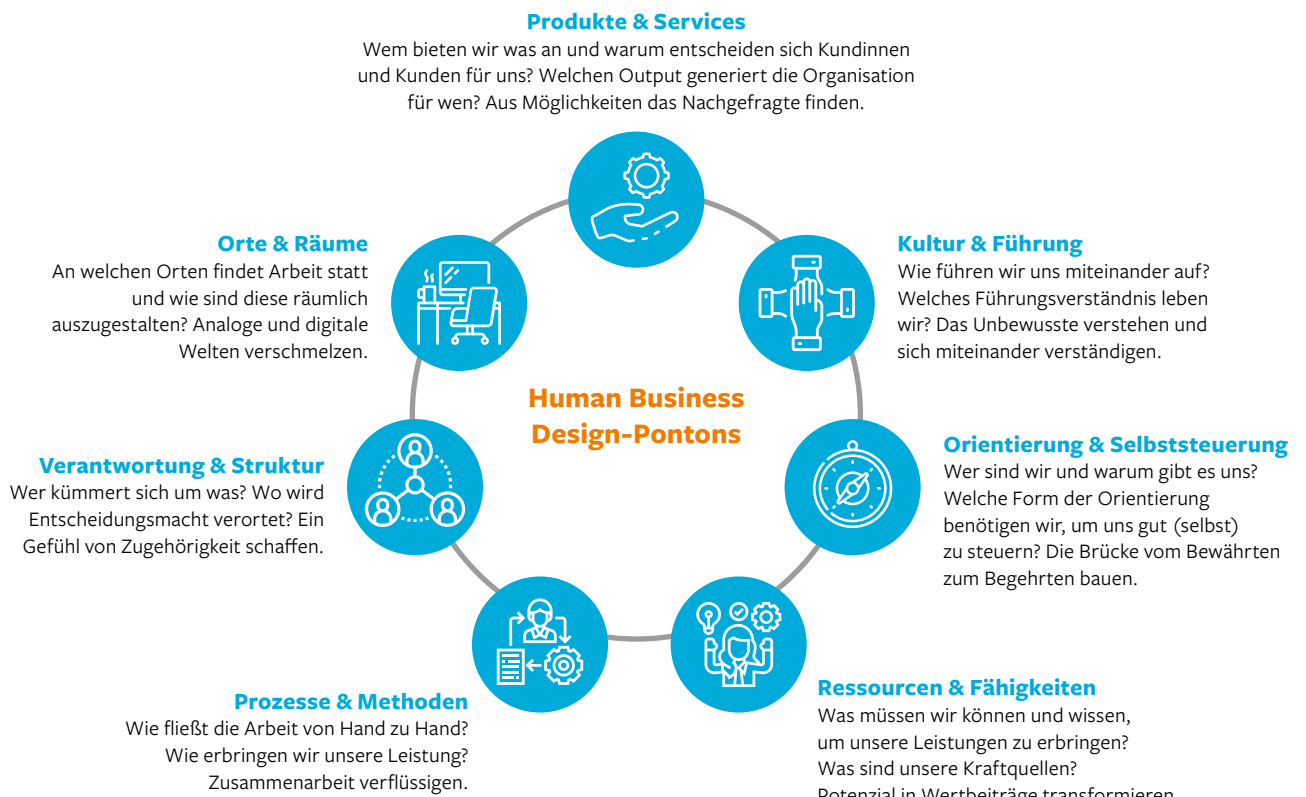 Produkte & Services
Wem bieten wir was an und warum entscheiden sich Kundinnen
und Kunden für uns? Welchen Output generiert die Organisation
für wen? Aus Möglichkeiten das Nachgefragte finden.
Kultur & Führung
Wie führen wir uns miteinander auf?
Welches Führungsverständnis leben
wir? Das Unbewusste verstehen und
sich miteinander verständigen.
Orientierung & Selbststeuerung
Wer sind wir und warum gibt es uns?
Welche Form der Orientierung
benötigen wir, um uns gut (selbst)
zu steuern? Die Brücke vom Bewährten
zum Begehrten bauen.
Ressourcen & Fähigkeiten
Was müssen wir können und wissen,
um unsere Leistungen zu erbringen?
Was sind unsere Kraftquellen?
Potenzial in Wertbeiträge transformieren
Prozesse & Methoden
Wie fließt die Arbeit von Hand zu Hand?
Wie erbringen wir unsere Leistung?
Zusammenarbeit verflüssigen.
Verantwortung & Struktur
Wer kümmert sich um was? Wo wird
Entscheidungsmacht verortet? Ein
Gefühl von Zugehörigkeit schaffen.
Orte & Räume
An welchen Orten findet Arbeit statt
und wie sind diese räumlich
auszugestalten? Analoge und digitale
Welten verschmelzen.
Human Business
Design-Pontons